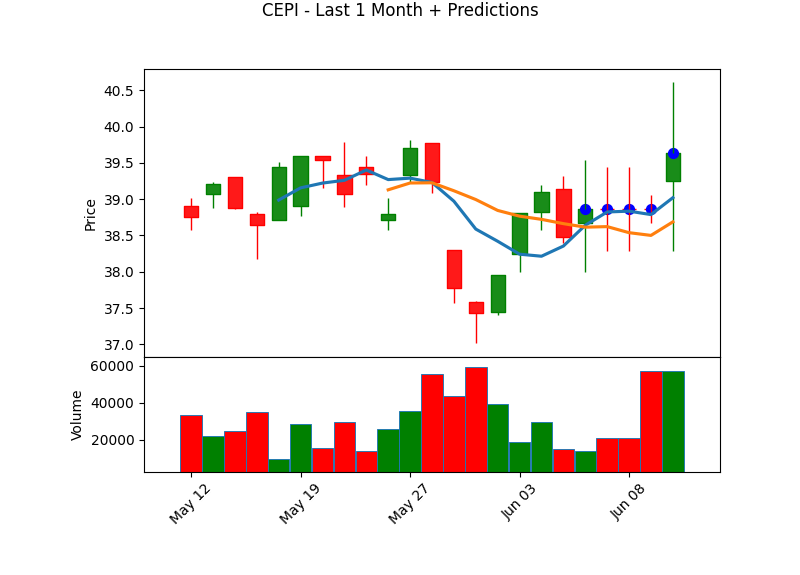 CEPI - Last 1 Month + Predictions
Price
40.5
40.0
39.5
39.0
38.5
38.0
37.5
37.0
Volume
60000
40000
20000
May 12
May 19
May 27
Jun 03
Jun 08